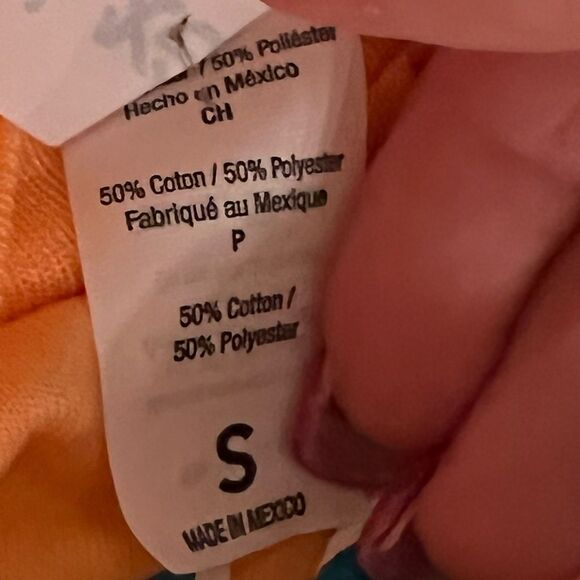 / 50% Poliéster
Hecho en México
CH
50% Coton / 50% Polyester
Fabriqué au Mexique
P
50% Cotton /
50% Polyester
S
MADE IN MEXICO